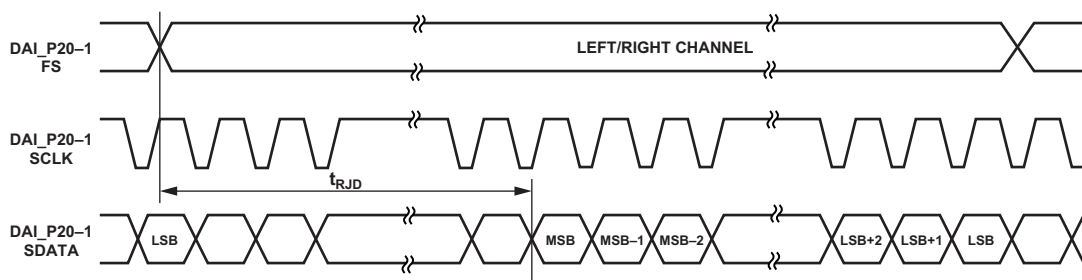 DAI_P20–1
FS
LEFT/RIGHT CHANNEL
DAI_P20–1
SCLK
tRJD
DAI_P20–1
SDATA
LSB
MSB
MSB–1
MSB–2
LSB+2
LSB+1
LSB